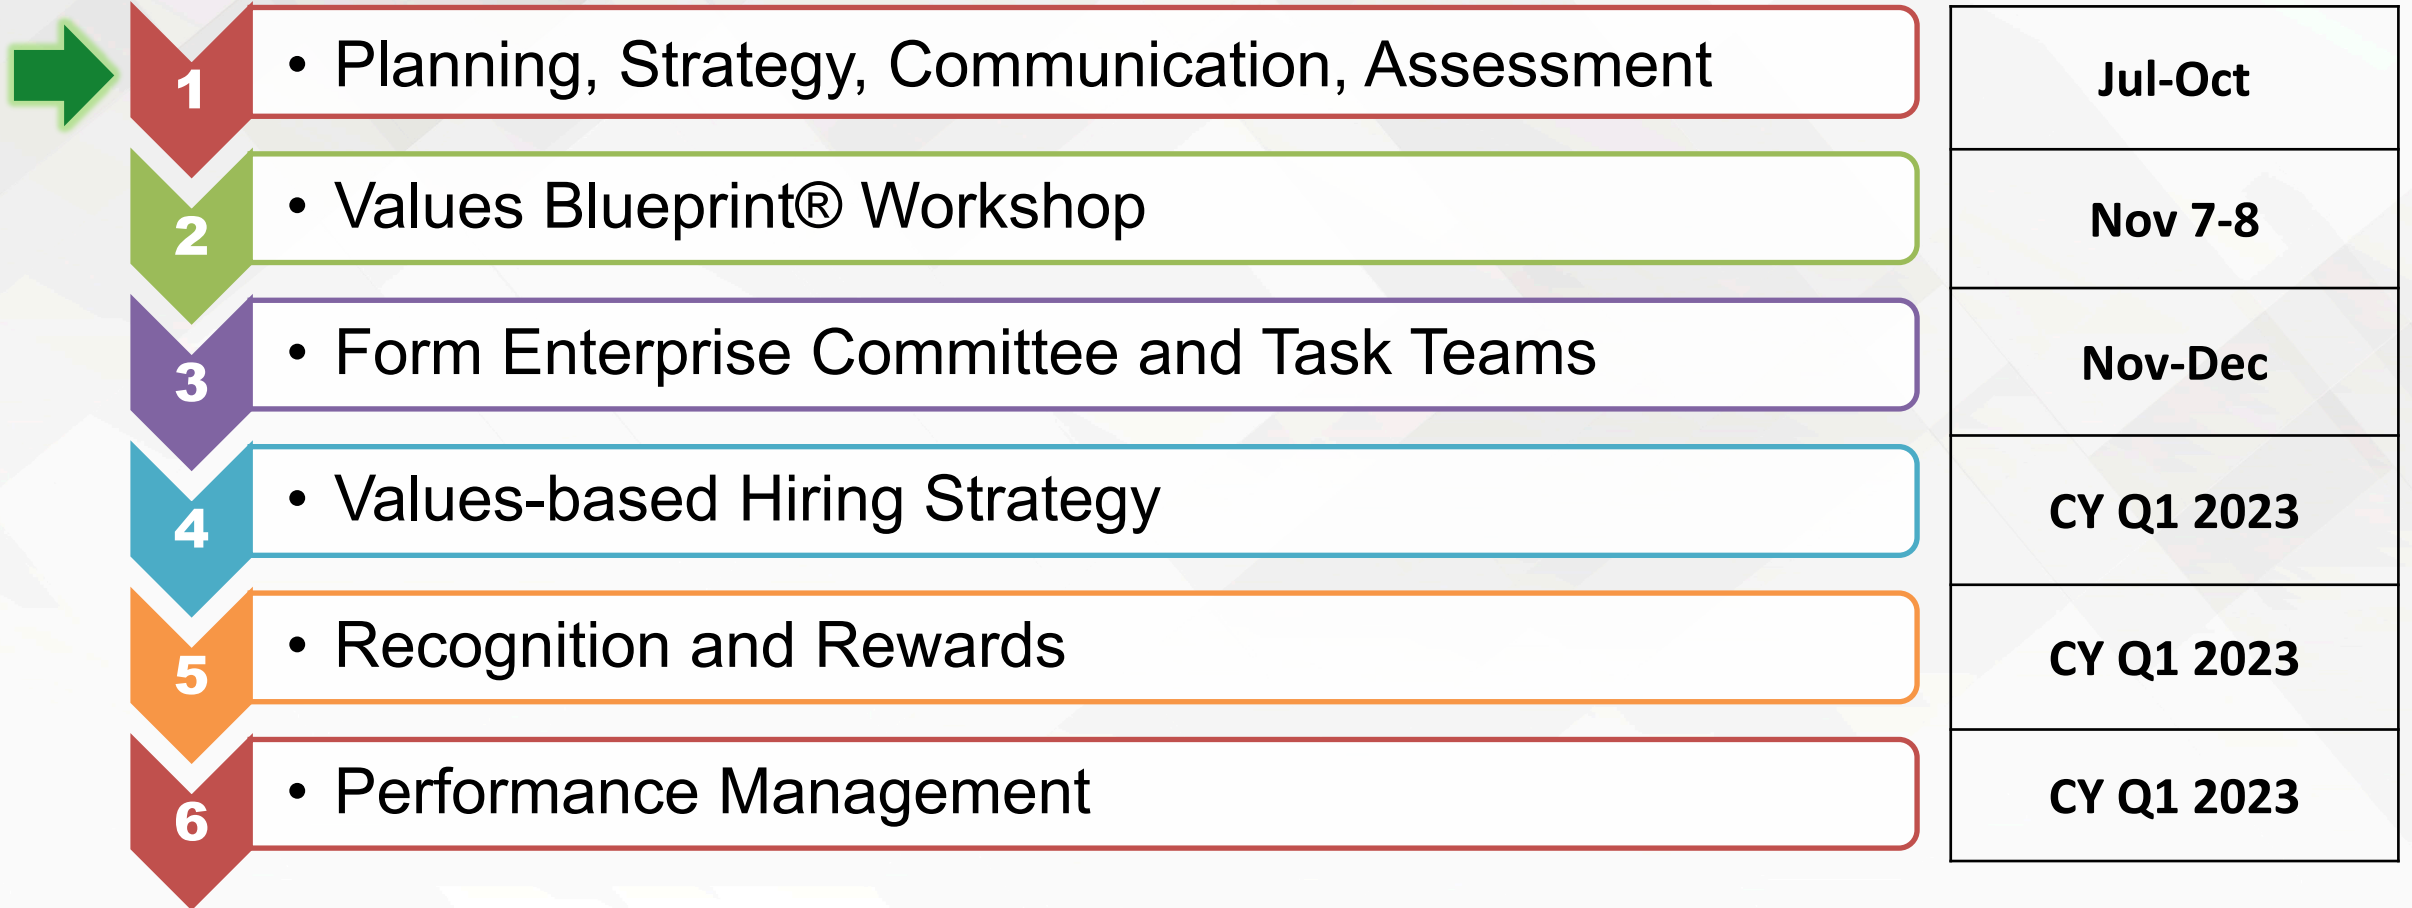 1
• Planning, Strategy, Communication, Assessment
Jul-Oct
2
• Values Blueprint® Workshop
Nov 7-8
3
• Form Enterprise Committee and Task Teams
Nov-Dec
4
• Values-based Hiring Strategy
CY Q1 2023
5
• Recognition and Rewards
CY Q1 2023
6
• Performance Management
CY Q1 2023